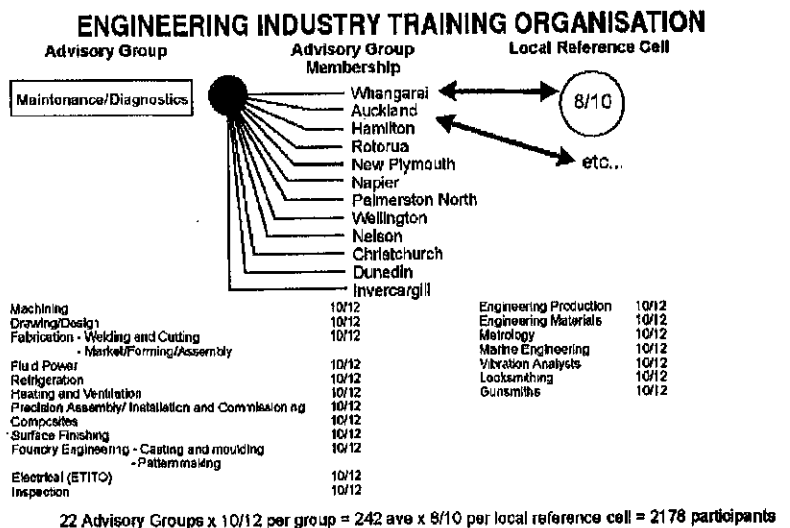 ENGINEERING INDUSTRY TRAINING ORGANISATION
Advisory Group
Advisory Group Membership
Local Reference Cell
Maintonance/Diagnostics
Whangarei
Auckland
Hamilton
Rotorua
New Plymouth
Napier
Palmerston North
Wellington
Nelson
Christchurch
Dunedin
Invercargill
8/10
etc...
Machining 10/12
Drawing/Design 10/12
Fabrication - Welding and Cutting 10/12
- Market/Forming/Assembly
Fluid Power 10/12
Refrigeration 10/12
Heating and Ventilation 10/12
Precision Assembly/ Installation and Commissioning 10/12
Composites 10/12
Surface Finishing 10/12
Foundry Engineering - Casting and moulding 10/12
- Patternmaking
Electrical (ETITO) 10/12
Inspection 10/12
Engineering Production 10/12
Engineering Materials 10/12
Metrology 10/12
Marine Engineering 10/12
Vibration Analysts 10/12
Locksmithing 10/12
Gunsmiths 10/12
22 Advisory Groups x 10/12 per group = 242 ave x 8/10 per local reference cell = 2178 participants